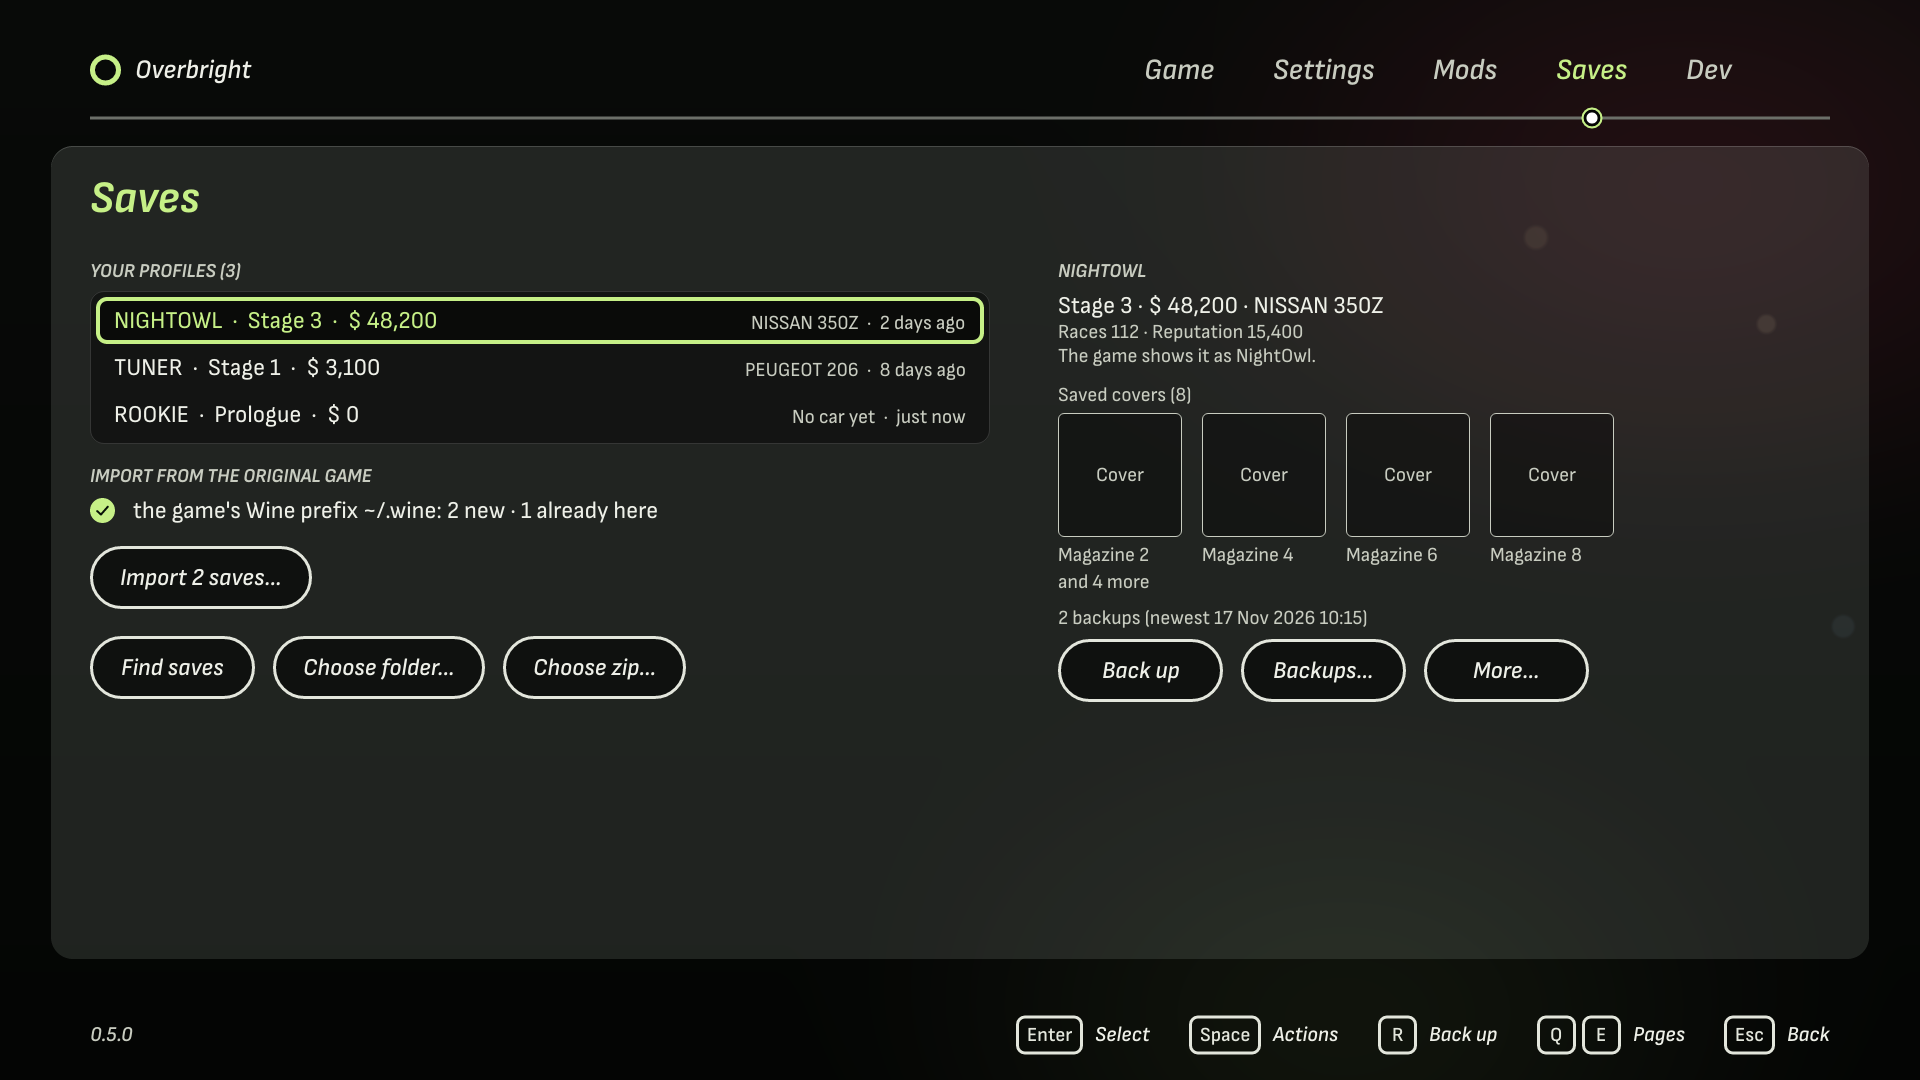 Overbright
Game Settings Mods Saves Dev
Saves
YOUR PROFILES (3)
NIGHTOWL · Stage 3 · $ 48,200 NISSAN 350Z · 2 days ago
TUNER · Stage 1 · $ 3,100 PEUGEOT 206 · 8 days ago
ROOKIE · Prologue · $ 0 No car yet · just now
IMPORT FROM THE ORIGINAL GAME
the game's Wine prefix ~/.wine: 2 new · 1 already here
Import 2 saves...
Find saves Choose folder... Choose zip...
NIGHTOWL
Stage 3 · $ 48,200 · NISSAN 350Z
Races 112 · Reputation 15,400
The game shows it as NightOwl.
Saved covers (8)
Cover Cover Cover Cover
Magazine 2 Magazine 4 Magazine 6 Magazine 8
and 4 more
2 backups (newest 17 Nov 2026 10:15)
Back up Backups... More...
0.5.0
Enter Select Space Actions R Back up Q E Pages Esc Back